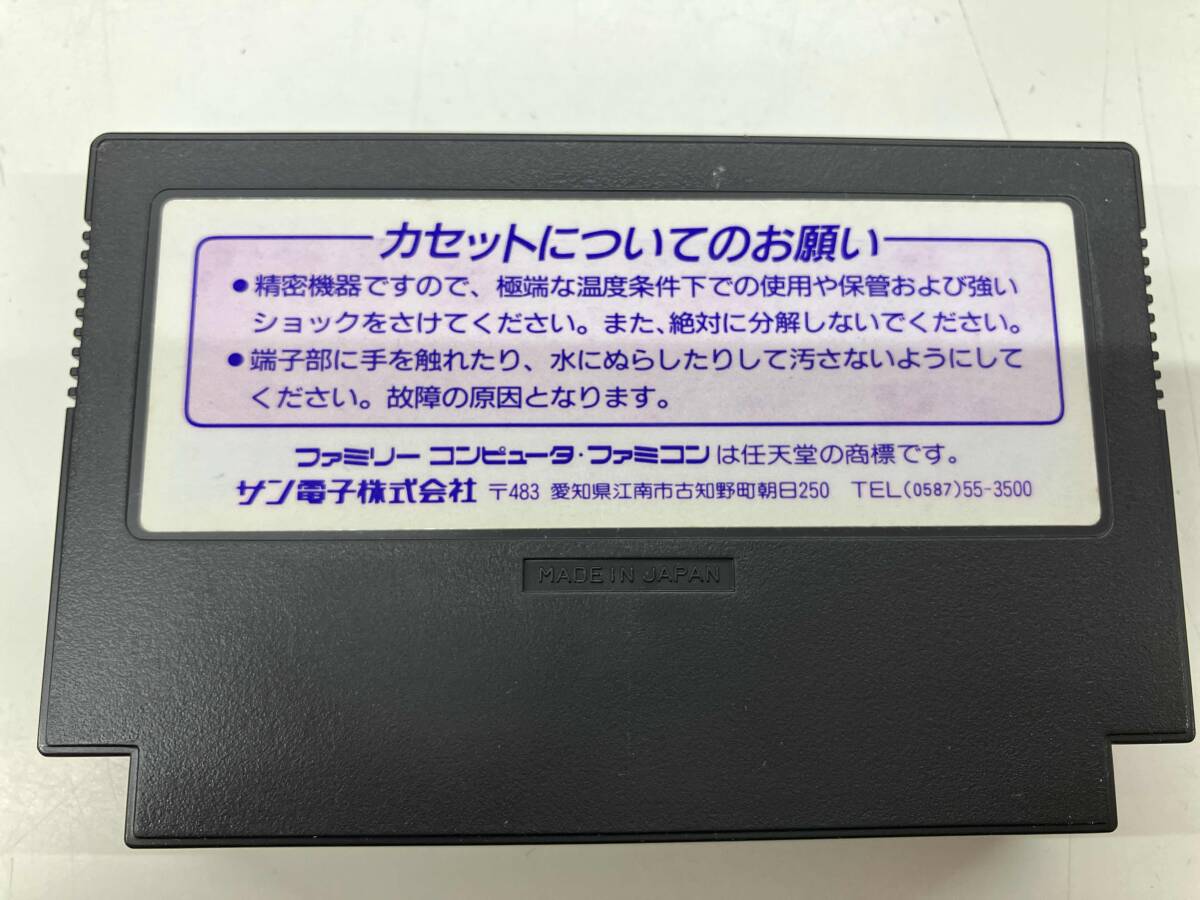 カセットについてのお願い
●精密機器ですので、極端な温度条件下での使用や保管および強い
ショックをさけてください。また、絶対に分解しないでください。
●端子部に手を触れたり、水にぬらしたりして汚さないようにして
ください。故障の原因となります。
ファミリー コンピュータ・ファミコンは任天堂の商標です。
サン電子株式会社 〒483 愛知県江南市古知野町朝日250 TEL(0587)55-3500
MADE IN JAPAN